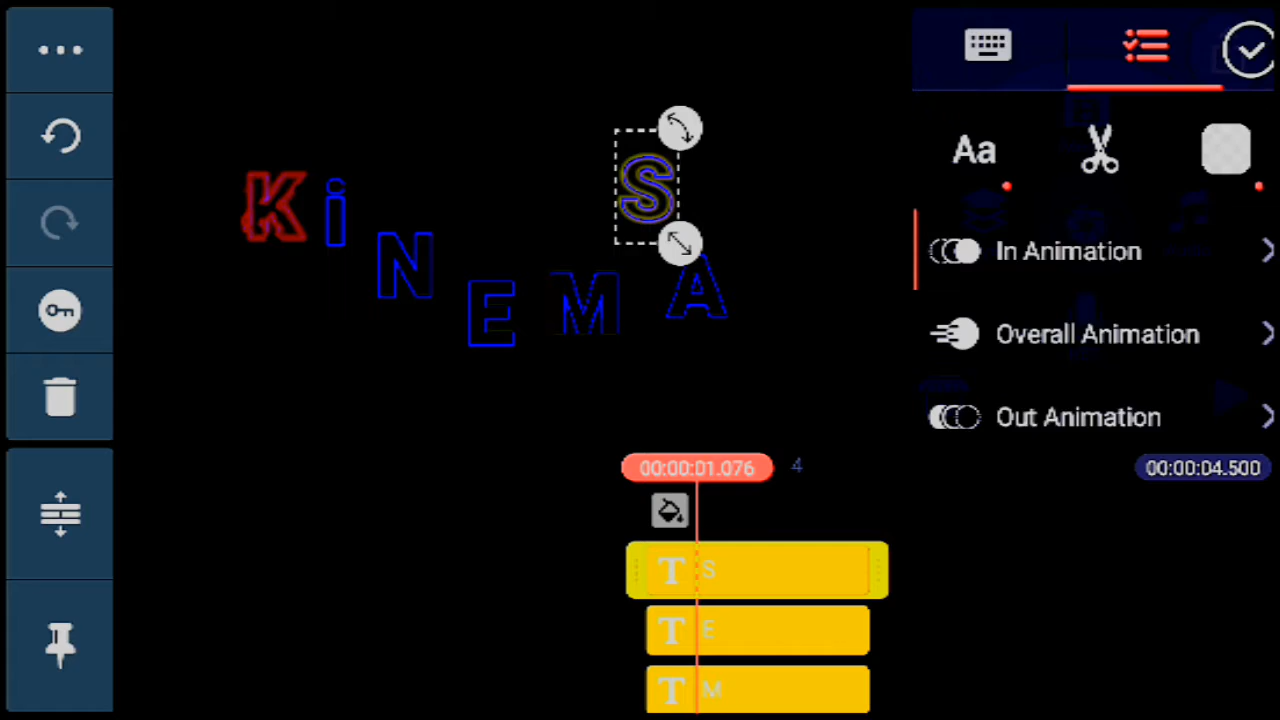 K i N E M A S
Aa
In Animation
Overall Animation
Out Animation
00:00:01.076
4
00:00:04.500
T S
T E
T M